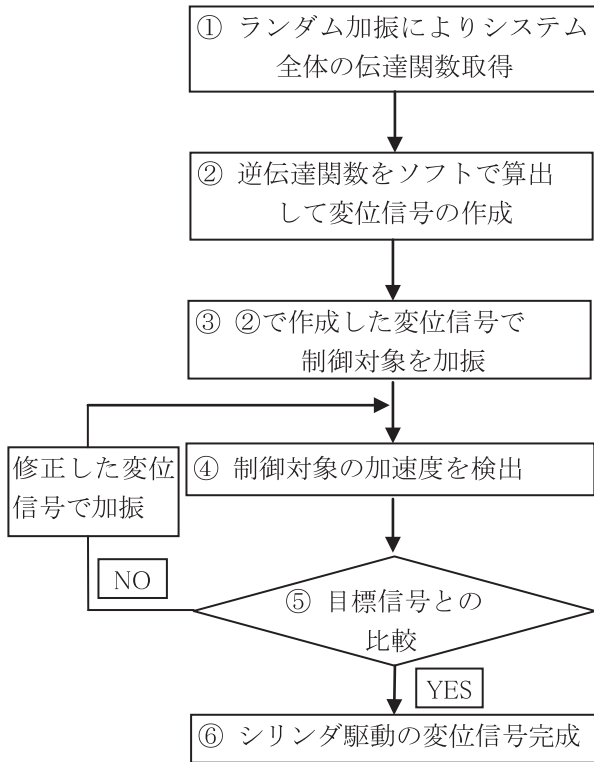 ① ランダム加振によりシステム
全体の伝達関数取得
② 逆伝達関数をソフトで算出
して変位信号の作成
③ ②で作成した変位信号で
制御対象を加振
修正した変位
信号で加振
④ 制御対象の加速度を検出
NO
⑤ 目標信号との
比較
YES
⑥ シリンダ駆動の変位信号完成